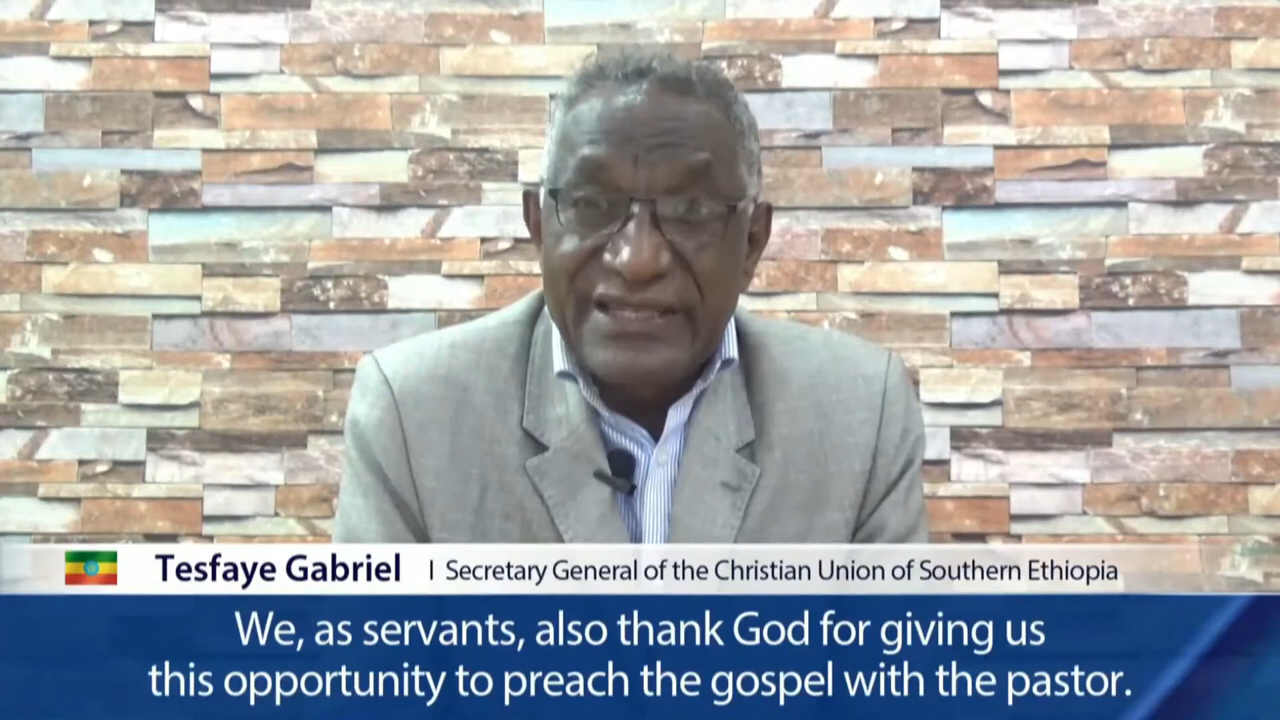 Tesfaye Gabriel | Secretary General of the Christian Union of Southern Ethiopia
We, as servants, also thank God for giving us
this opportunity to preach the gospel with the pastor.